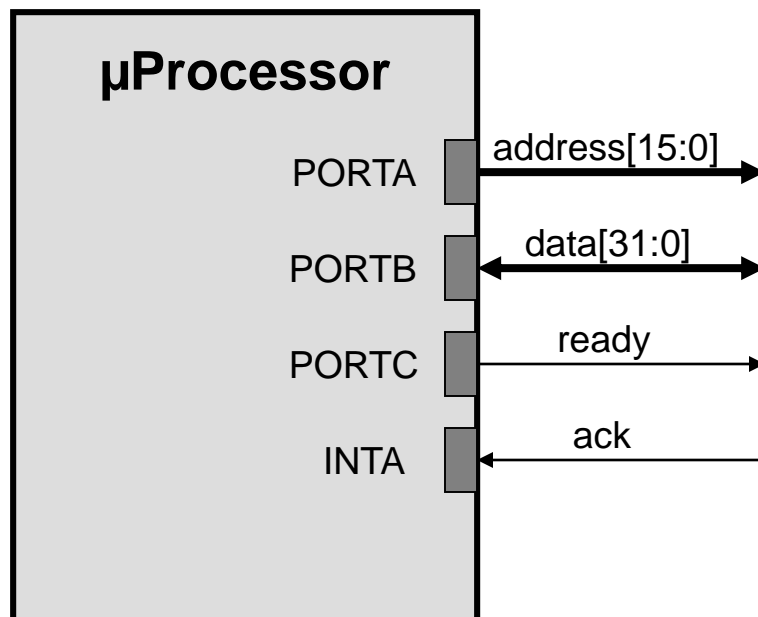 µProcessor
PORTA
address[15:0]
PORTB
data[31:0]
PORTC
ready
INTA
ack